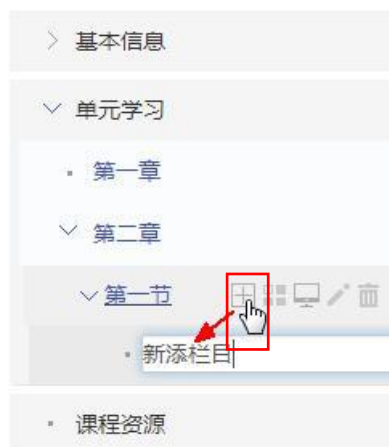 基本信息
单元学习
第一章
第二章
第一节
新添栏目
课程资源